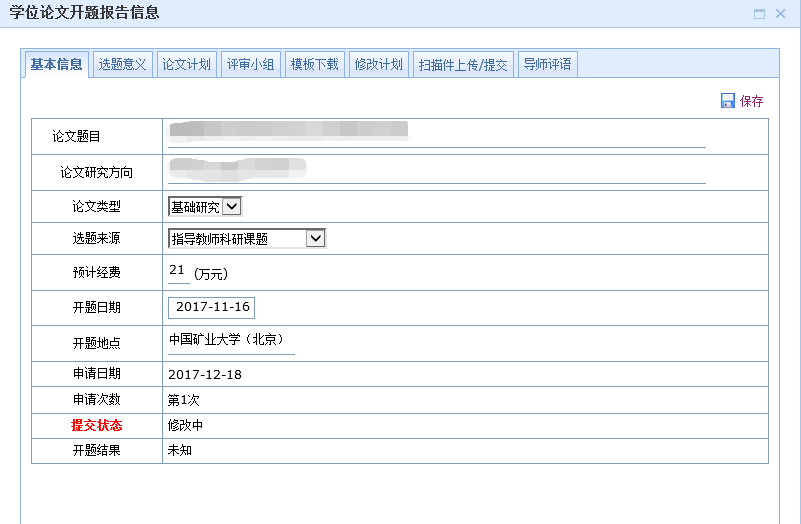 学位论文开题报告信息
基本信息 选题意义 论文计划 评审小组 模板下载 修改计划 扫描件上传/提交 导师评语
保存
论文题目
论文研究方向
论文类型 基础研究
选题来源 指导教师科研课题
预计经费 21 (万元)
开题日期 2017-11-16
开题地点 中国矿业大学（北京）
申请日期 2017-12-18
申请次数 第1次
提交状态 修改中
开题结果 未知